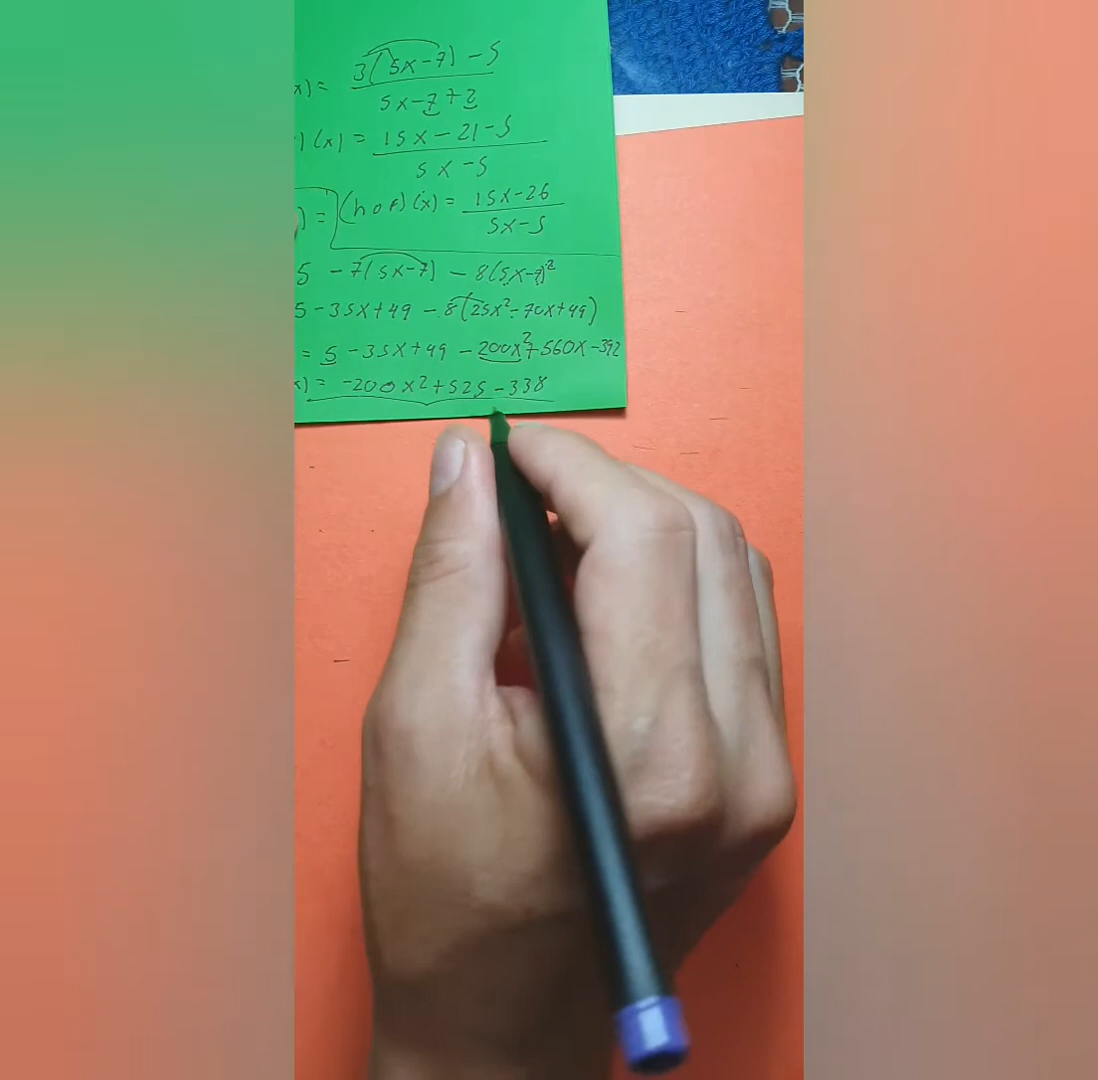 x) = 3(5x-7) - 5
5x-7+2
) (x) = 15x - 21 - 5
5x - 5
) = (hof)(x) = 15x-26
5x-5
5 - 7(5x-7) - 8(5x-7)²
5 - 35x + 49 - 8(25x² - 70x + 49)
= 5 - 35x + 49 - 200x² + 560x - 392
x) = -200x2 + 525 - 338